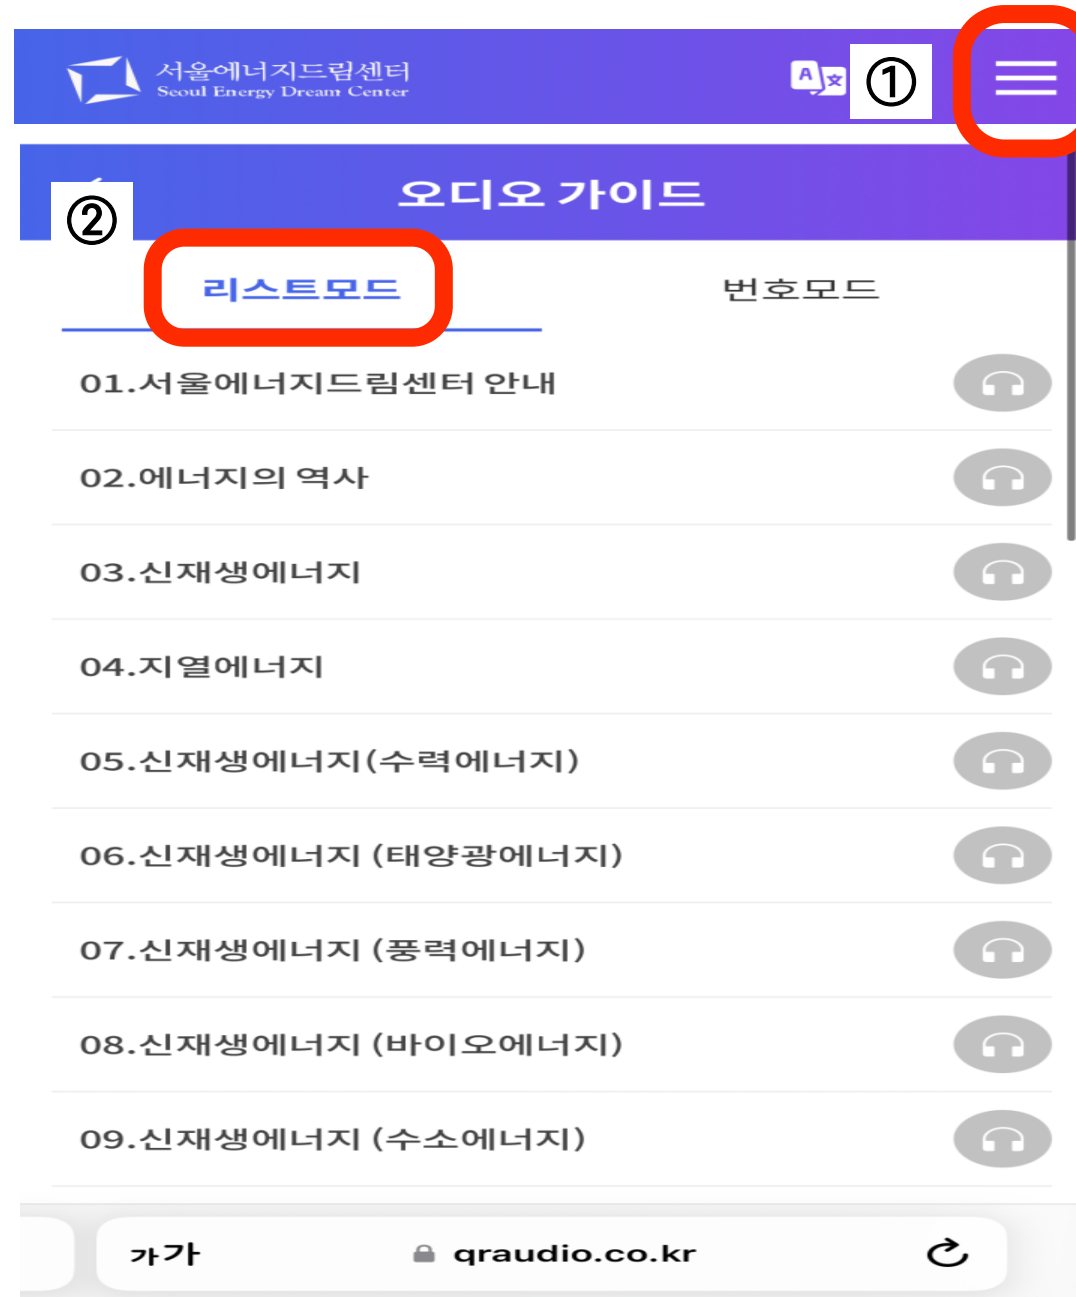 서울에너지드림센터
Seoul Energy Dream Center
A 文 ①
오디오 가이드
②
리스트모드 번호모드
01.서울에너지드림센터 안내
02.에너지의 역사
03.신재생에너지
04.지열에너지
05.신재생에너지(수력에너지)
06.신재생에너지 (태양광에너지)
07.신재생에너지 (풍력에너지)
08.신재생에너지 (바이오에너지)
09.신재생에너지 (수소에너지)
가가 qraudio.co.kr